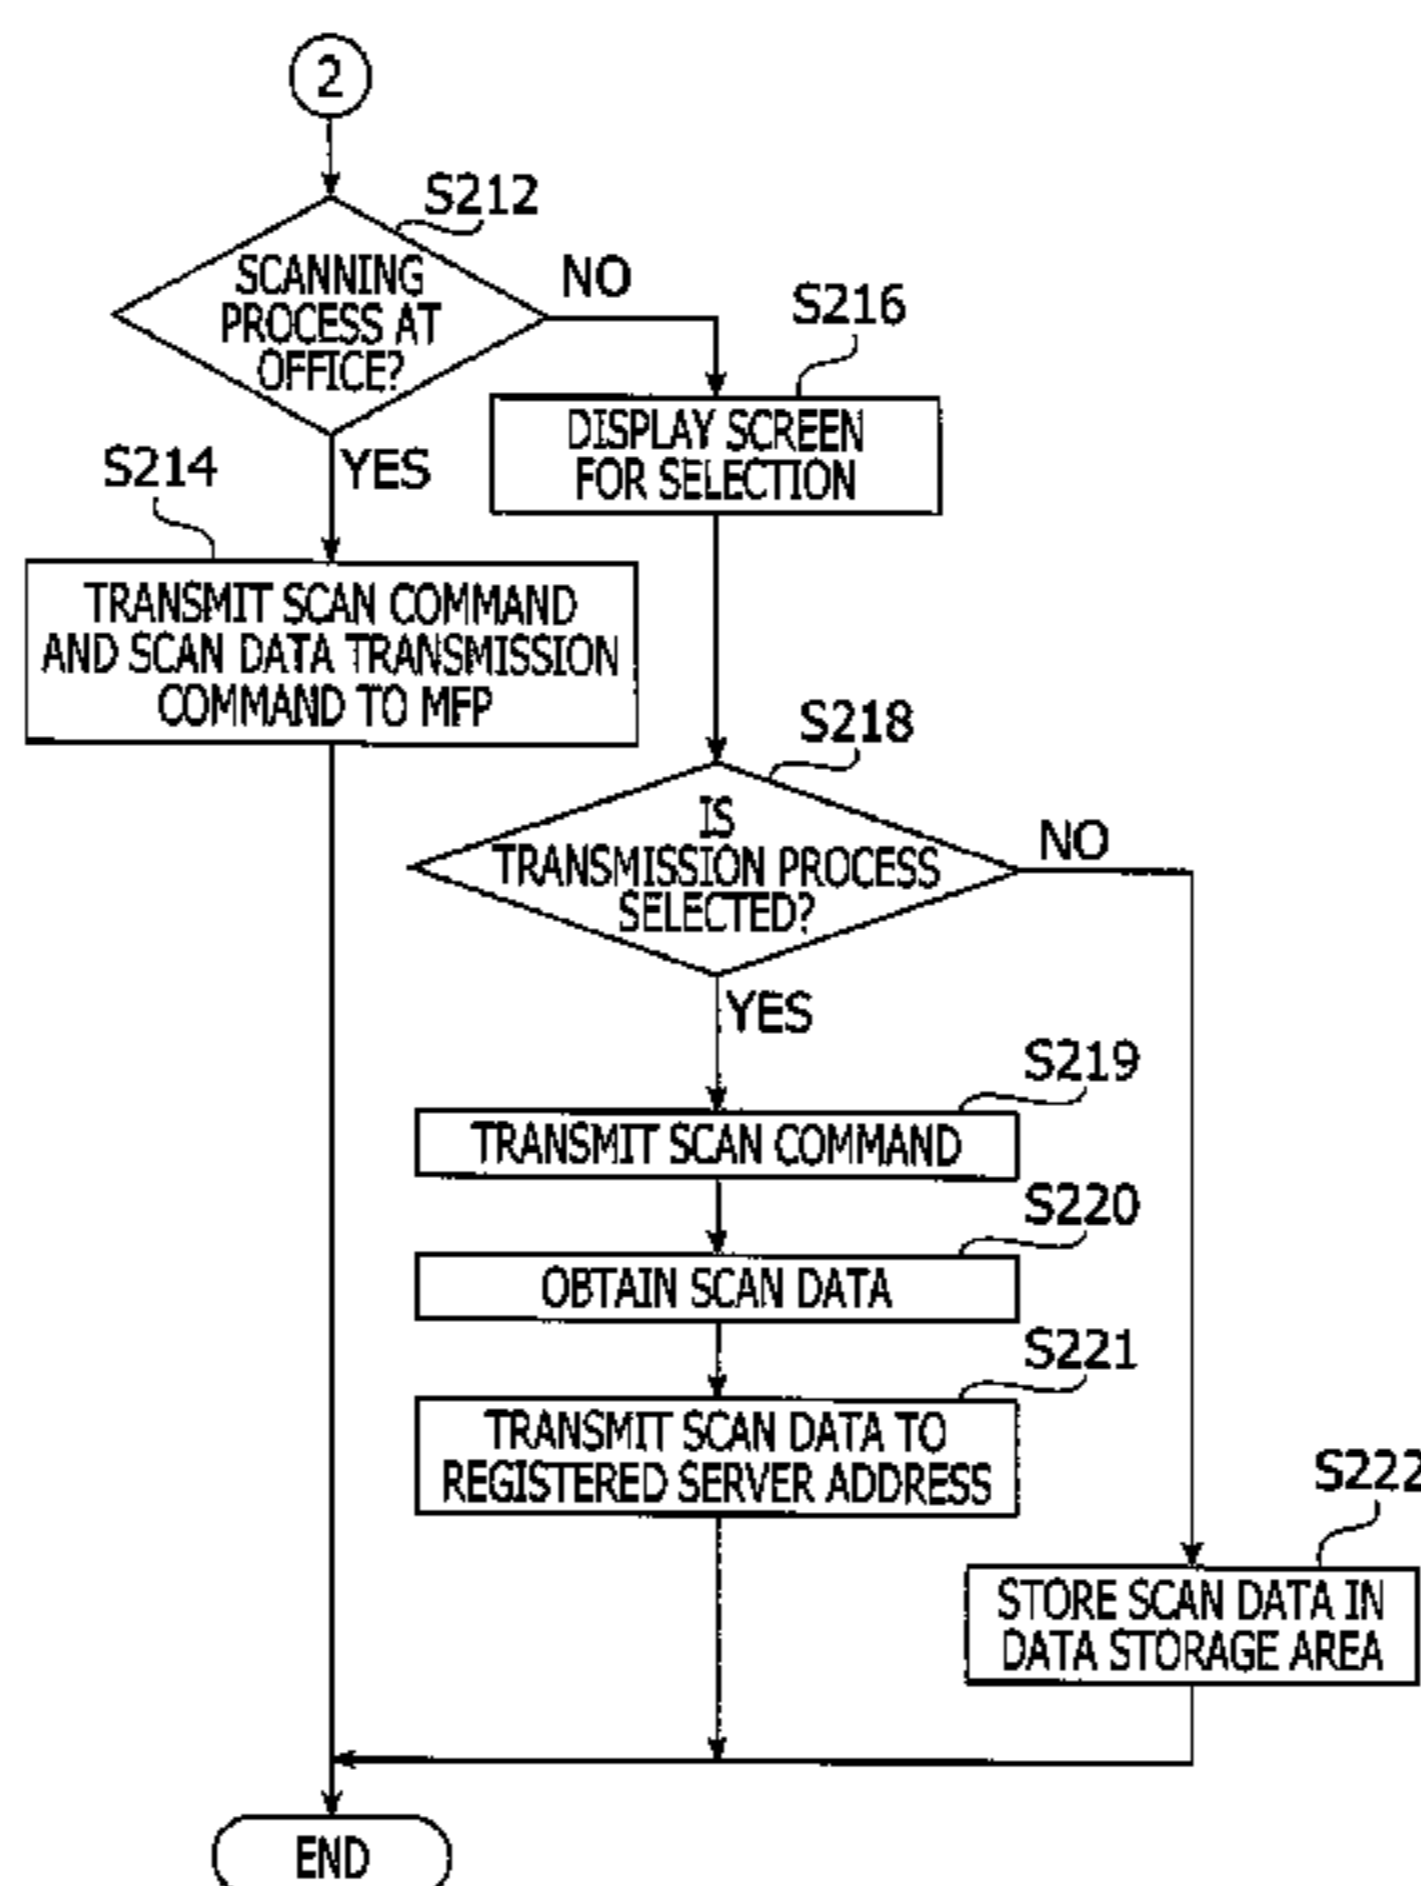 2
S212
SCANNING
PROCESS AT
OFFICE?
NO
S216
DISPLAY SCREEN
FOR SELECTION
S214
YES
TRANSMIT SCAN COMMAND
AND SCAN DATA TRANSMISSION
COMMAND TO MFP
S218
IS
TRANSMISSION PROCESS
SELECTED?
NO
YES
S219
TRANSMIT SCAN COMMAND
S220
OBTAIN SCAN DATA
S221
TRANSMIT SCAN DATA TO
REGISTERED SERVER ADDRESS
S222
STORE SCAN DATA IN
DATA STORAGE AREA
END